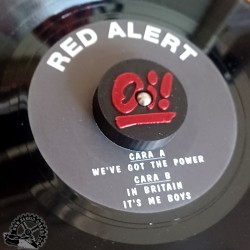 RED ALERT
Oi!
CARA A
WE'VE GOT THE POWER
CARA B
IN BRITAIN
IT'S ME BOYS